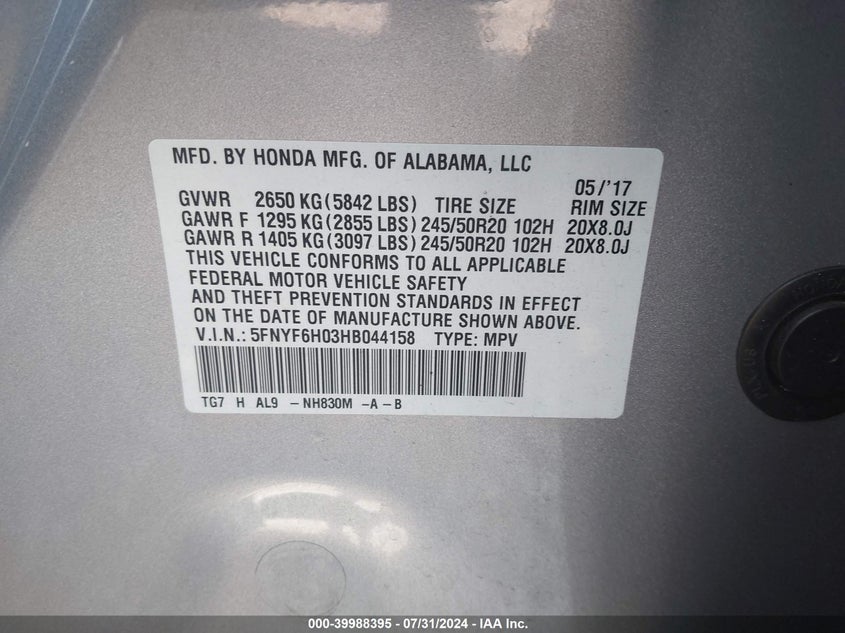 MFD. BY HONDA MFG. OF ALABAMA, LLC
05/'17
GVWR 2650 KG(5842 LBS) TIRE SIZE RIM SIZE
GAWR F 1295 KG(2855 LBS) 245/50R20 102H 20X8.0J
GAWR R 1405 KG(3097 LBS) 245/50R20 102H 20X8.0J
THIS VEHICLE CONFORMS TO ALL APPLICABLE
FEDERAL MOTOR VEHICLE SAFETY
AND THEFT PREVENTION STANDARDS IN EFFECT
ON THE DATE OF MANUFACTURE SHOWN ABOVE.
V.I.N.: 5FNYF6H03HB044158 TYPE: MPV
TG7 H AL9 -NH830M -A-B
000-39988395 - 07/31/2024 - IAA Inc.